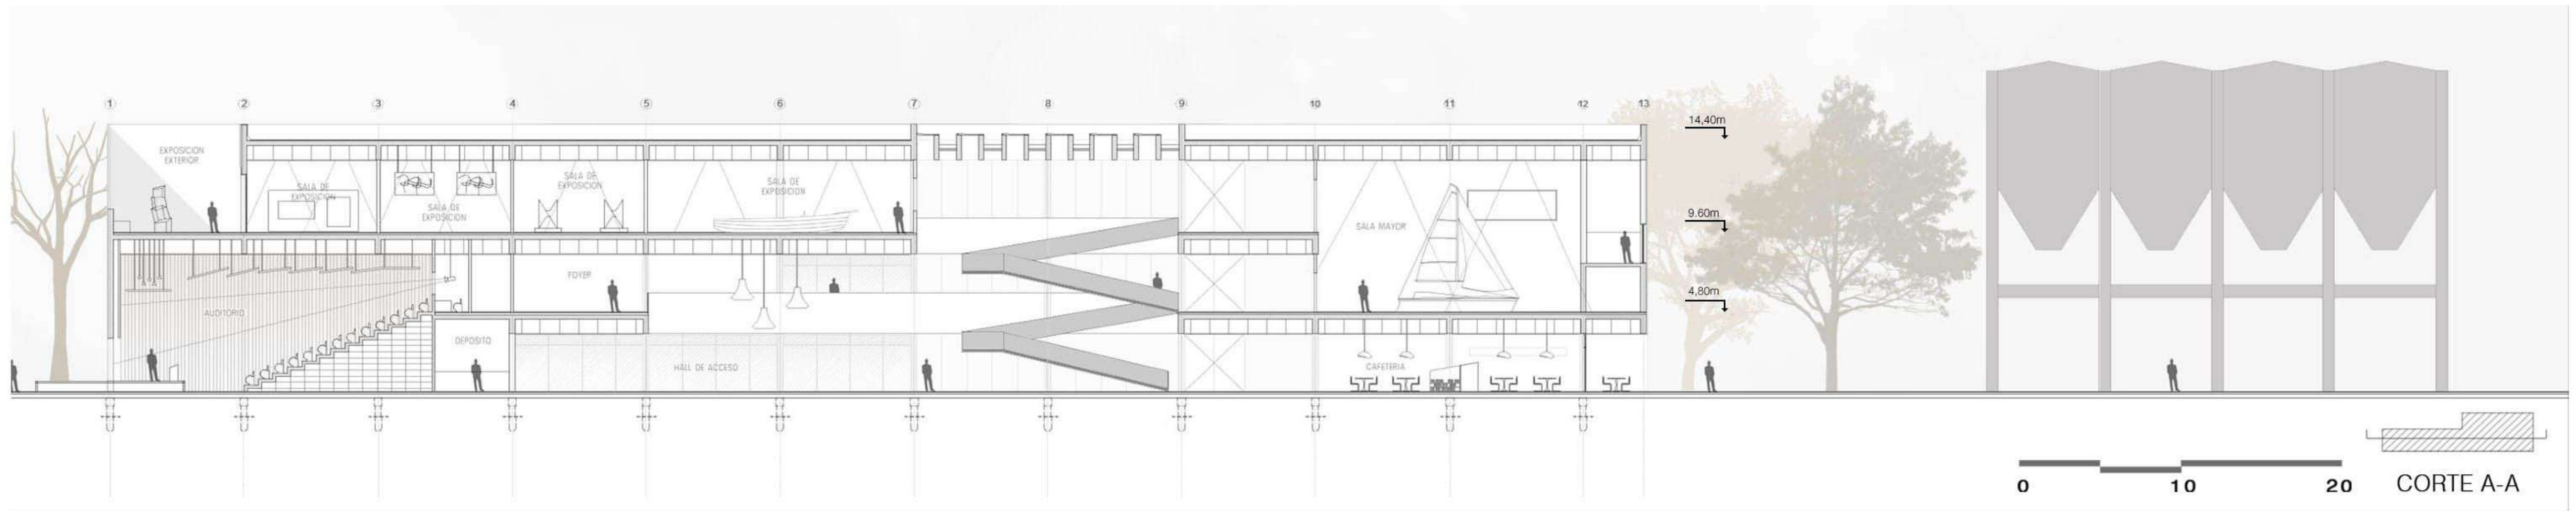 1 2 3 4 5 6 7 8 9 10 11 12 13
EXPOSICION
EXTERIOR
SALA DE
EXPOSICION
SALA DE
EXPOSICION
SALA DE
EXPOSICION
SALA DE
EXPOSICION
SALA MAYOR
14,40m
9.60m
4,80m
AUDITORIO
FOYER
DEPOSITO
HALL DE ACCESO
CAFETERIA
0 10 20
CORTE A-A